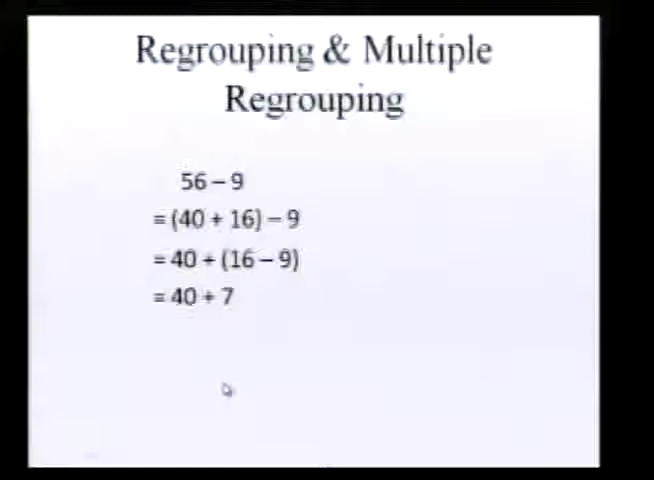 Regrouping & Multiple
Regrouping
56 – 9
= (40 + 16) – 9
= 40 + (16 – 9)
= 40 + 7